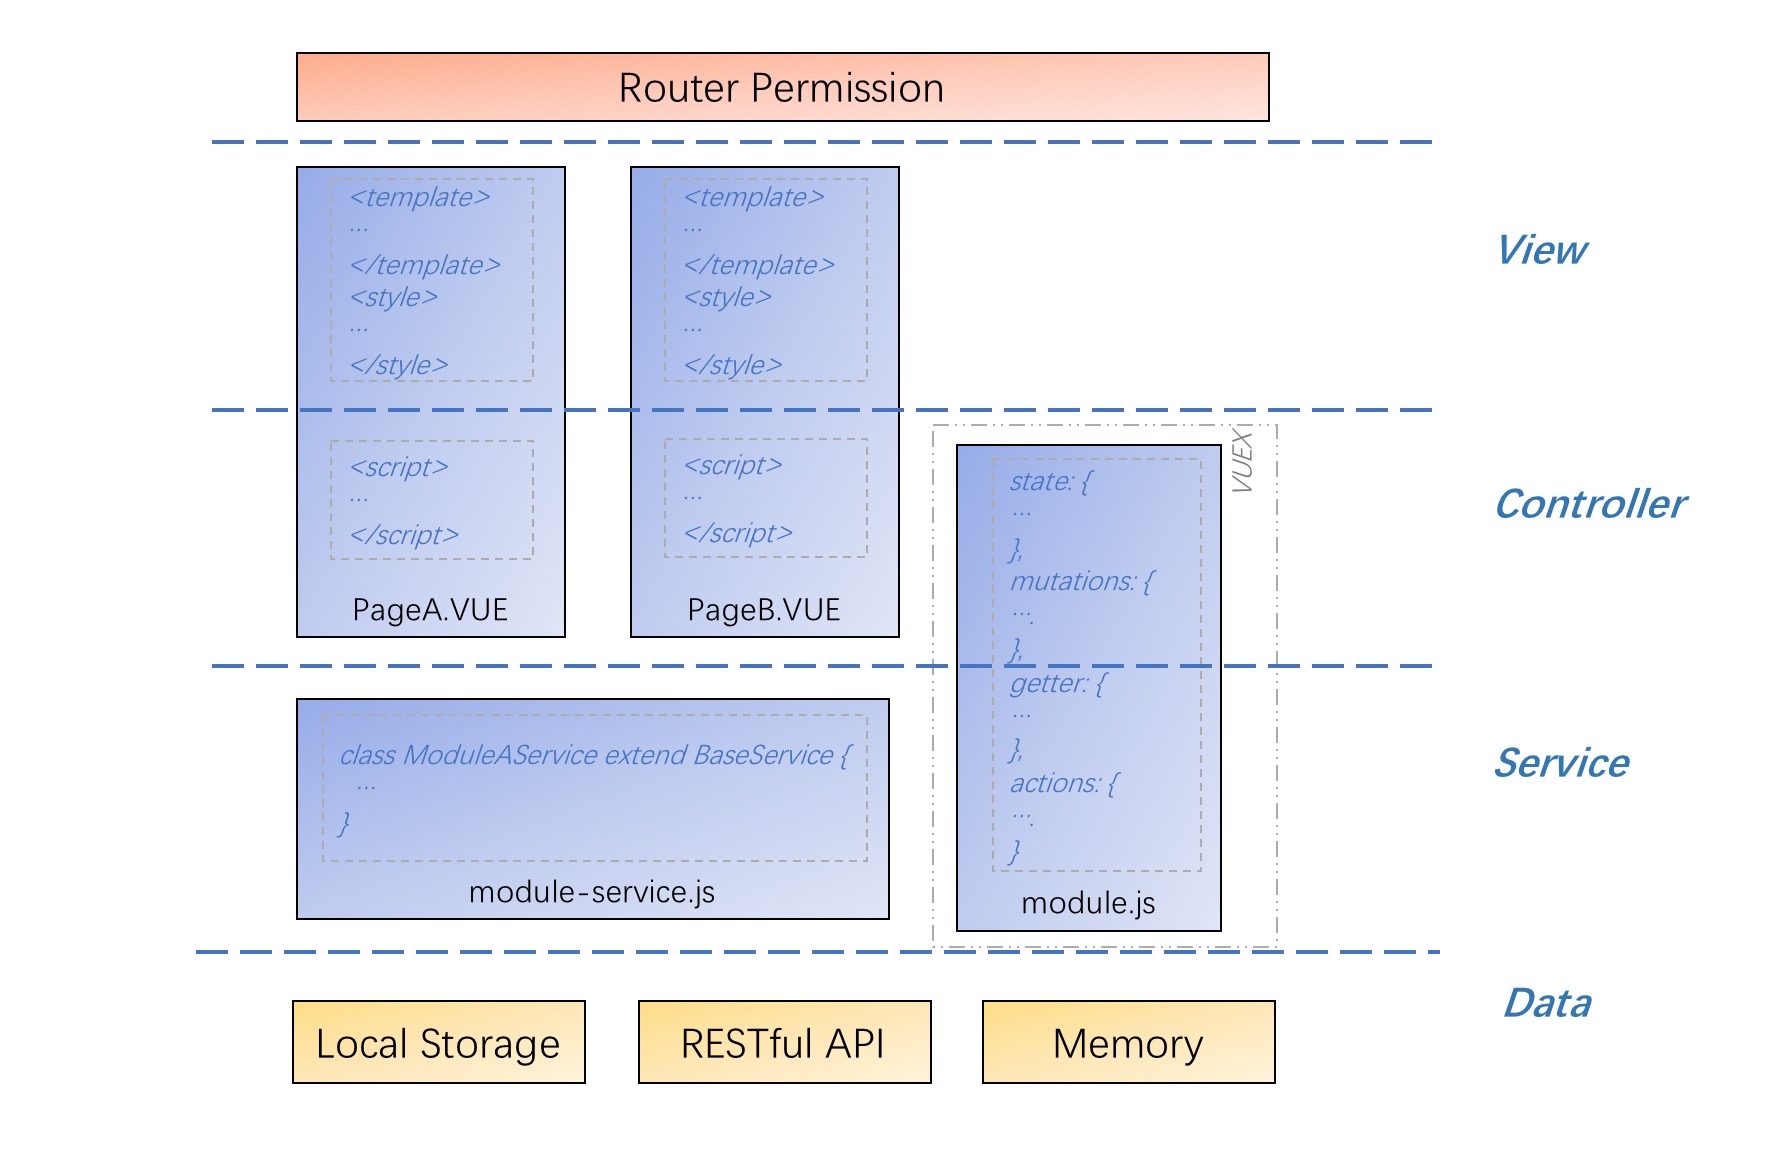 Router Permission
<template>
...
</template>
<style>
...
</style>
<template>
...
</template>
<style>
...
</style>
View
<script>
...
</script>
PageA.VUE
<script>
...
</script>
PageB.VUE
VUEX
state: {
...
},
mutations: {
....
},
getter: {
...
},
actions: {
....
}
module.js
Controller
class ModuleAService extend BaseService {
...
}
module-service.js
Service
Local Storage
RESTful API
Memory
Data